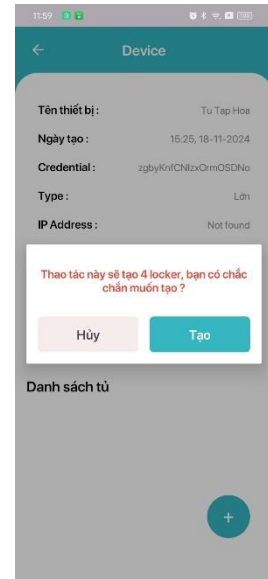 11:59
Device
Tên thiết bị : Tu Tap Hoa
Ngày tạo : 15:25, 18-11-2024
Credential :
Type : Lớn
IP Address : Not found
Thao tác này sẽ tạo 4 locker, bạn có chắc
chắn muốn tạo ?
Hủy Tạo
Danh sách tủ
+